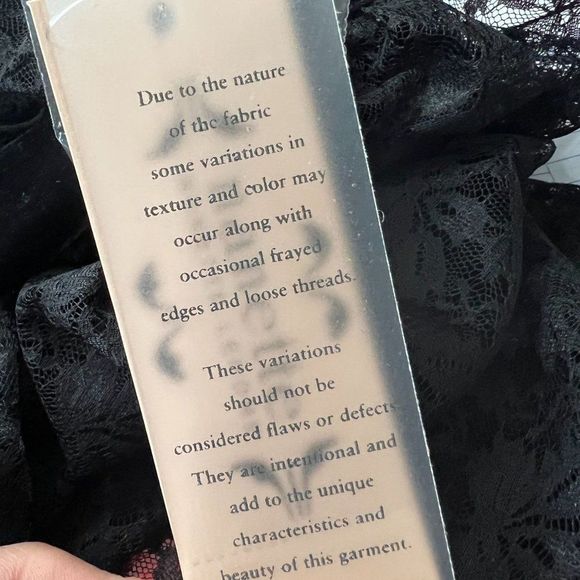 Due to the nature
of the fabric
some variations in
texture and color may
occur along with
occasional frayed
edges and loose threads.
These variations
should not be
considered flaws or defects.
They are intentional and
add to the unique
characteristics and
beauty of this garment.